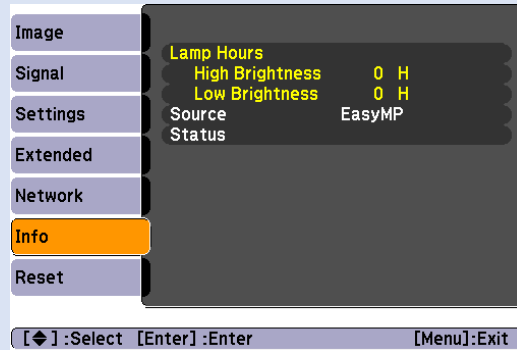 Image
Signal
Settings
Extended
Network
Info
Reset
Lamp Hours
High Brightness 0 H
Low Brightness 0 H
Source EasyMP
Status
[◆] :Select [Enter] :Enter [Menu]:Exit